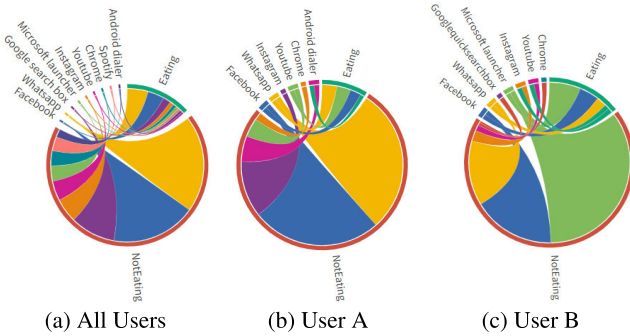 Android dialer
Spotify
Chrome
Youtube
Instagram
Microsoft launcher
Google search box
Whatsapp
Facebook
Eating
NotEating
(a) All Users
Android dialer
Chrome
Youtube
Instagram
Whatsapp
Facebook
Eating
NotEating
(b) User A
Chrome
Youtube
Instagram
Microsoft launcher
Googlequicksearchbox
Whatsapp
Facebook
Eating
NotEating
(c) User B